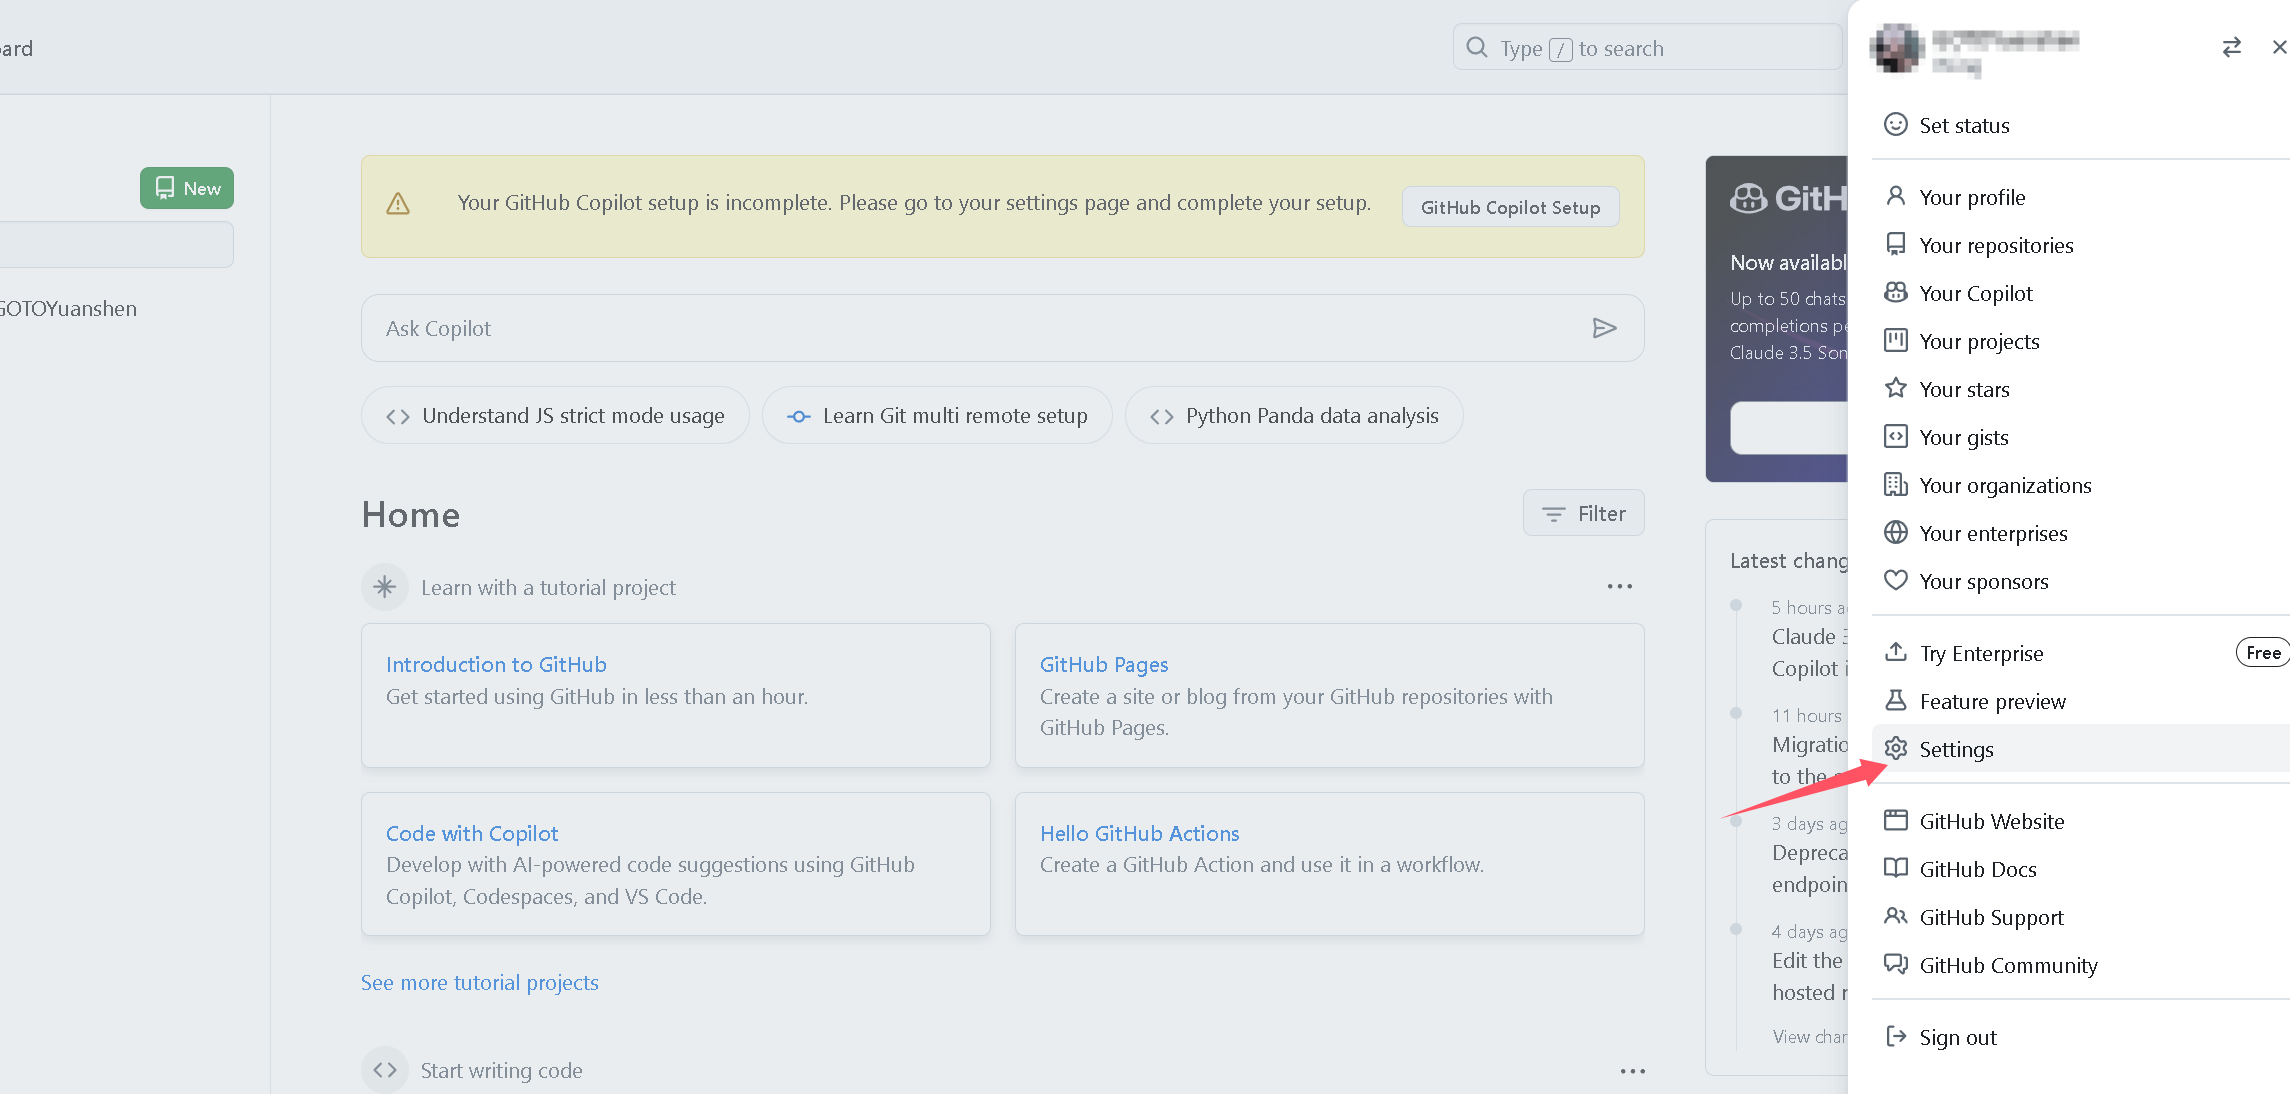 ard
Type / to search
New
GOTOYuanshen
Your GitHub Copilot setup is incomplete. Please go to your settings page and complete your setup.
GitHub Copilot Setup
Ask Copilot
Understand JS strict mode usage
Learn Git multi remote setup
Python Panda data analysis
Home
Filter
Learn with a tutorial project
Introduction to GitHub
Get started using GitHub in less than an hour.
GitHub Pages
Create a site or blog from your GitHub repositories with
GitHub Pages.
Code with Copilot
Develop with AI-powered code suggestions using GitHub
Copilot, Codespaces, and VS Code.
Hello GitHub Actions
Create a GitHub Action and use it in a workflow.
See more tutorial projects
Start writing code
GitH
Now availabl
Up to 50 chats
completions pe
Claude 3.5 Son
Latest chang
5 hours a
Claude 3
Copilot i
11 hours
Migratio
to the
3 days ag
Depreca
endpoin
4 days ag
Edit the
hosted r
View char
Set status
Your profile
Your repositories
Your Copilot
Your projects
Your stars
Your gists
Your organizations
Your enterprises
Your sponsors
Try Enterprise
Free
Feature preview
Settings
GitHub Website
GitHub Docs
GitHub Support
GitHub Community
Sign out